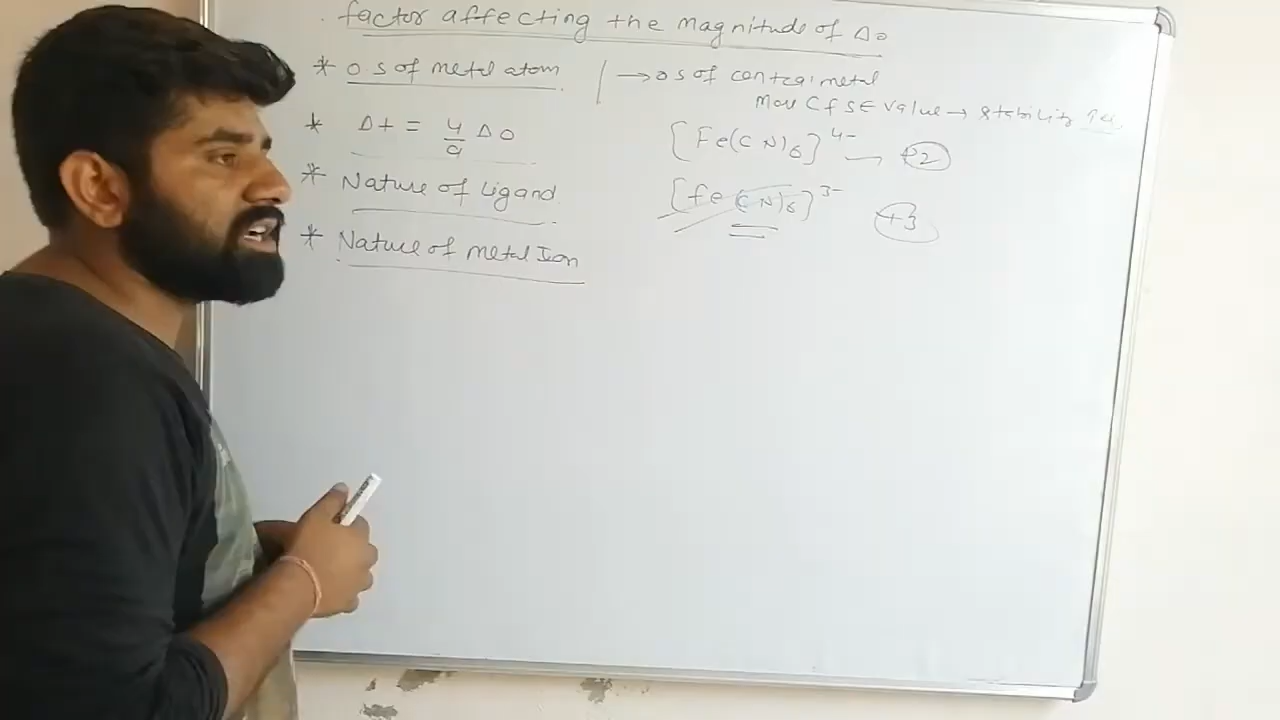 factor affecting the magnitude of Δo
* O.S of metal atom
→ O S of central metal
More CFSE value → stability
* Δt = 4/9 Δo
[Fe(CN)6]4- → +2
* Nature of Ligand
[Fe(CN)6]3- +3
* Nature of metal Ion